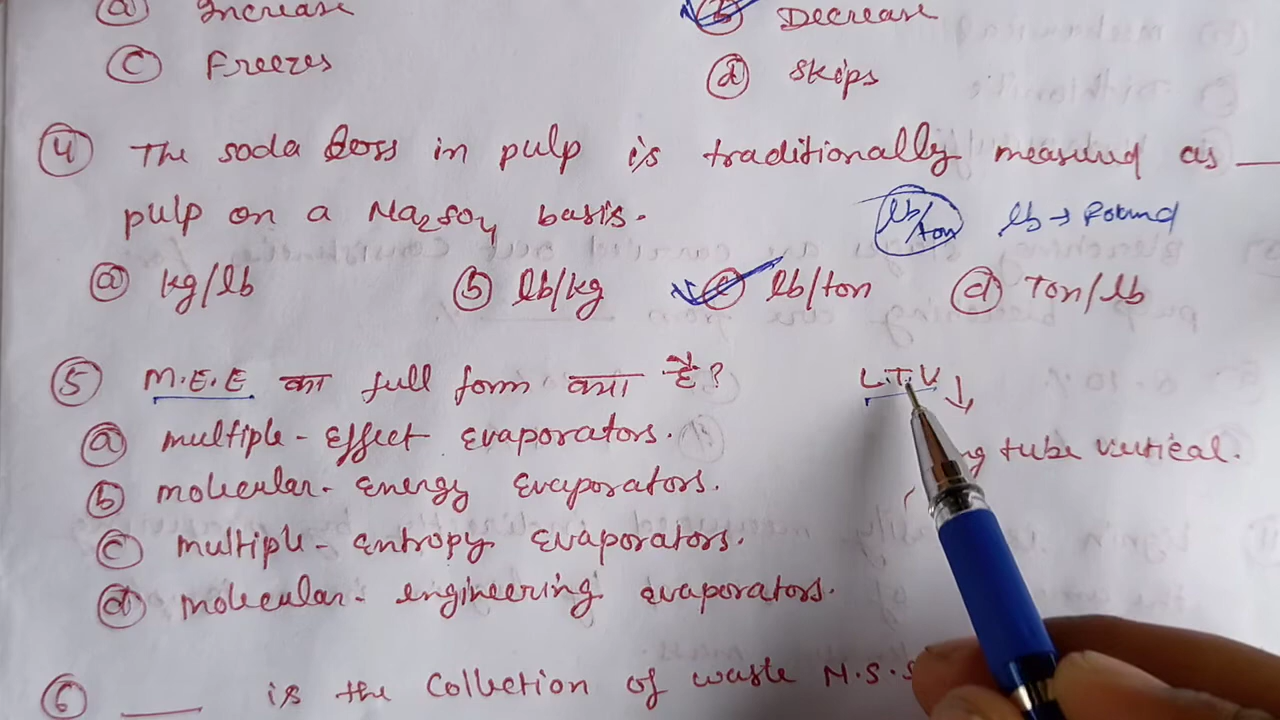 ⓐ Increase ⓑ Decrease
ⓒ Freezes ⓓ Skips
④ The soda loss in pulp is traditionally measured as ___
pulp on a Na2SO4 basis. lb/ton lb → Pound
ⓐ kg/lb ⓑ lb/kg ⓒ lb/ton ⓓ Ton/lb
⑤ M.E.E का full form क्या है? L.T.V ↓
ⓐ multiple-Effect Evaporators. tube vertical.
ⓑ molecular-Energy Evaporators.
ⓒ multiple-entropy Evaporators.
ⓓ molecular-engineering evaporators.
⑥ ___ is the Collection of waste